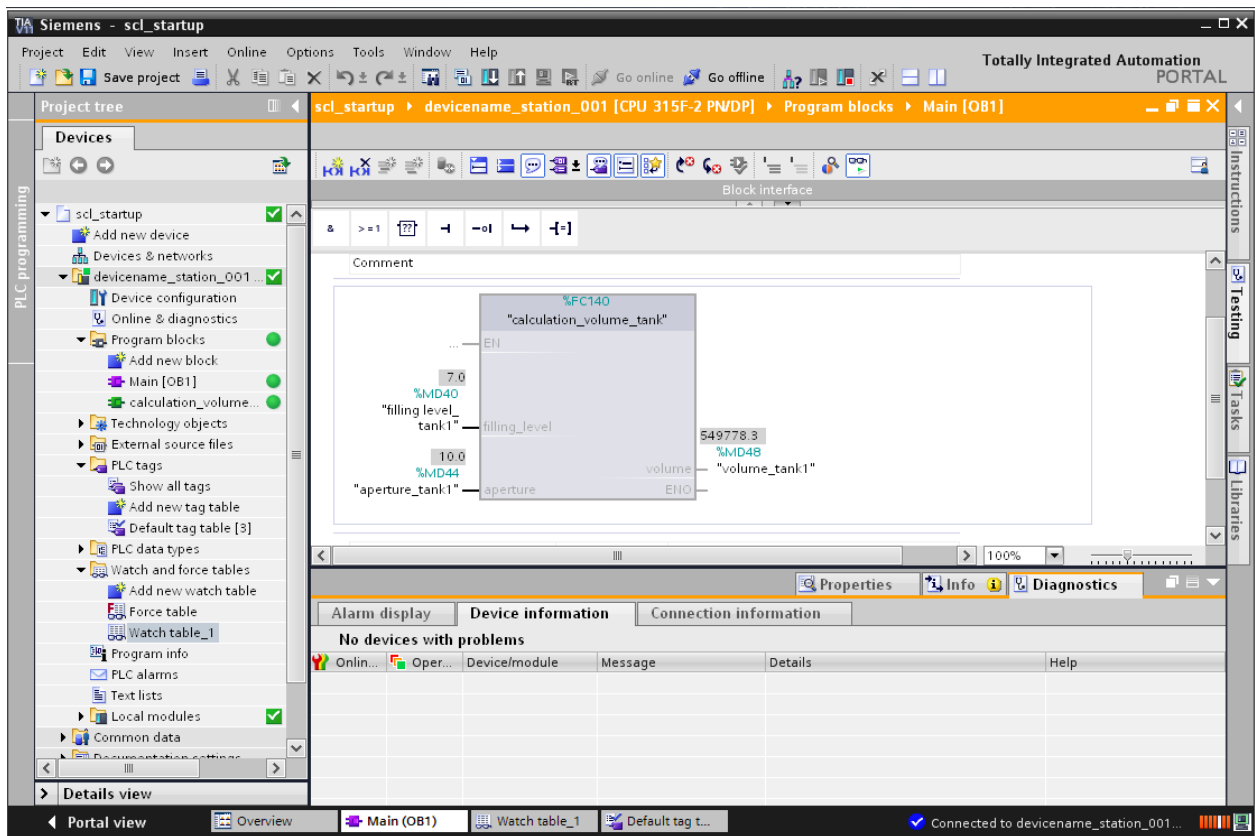 Siemens - scl_startup
Project Edit View Insert Online Options Tools Window Help
Totally Integrated Automation
PORTAL
Save project Go online Go offline
Project tree
scl_startup devicename_station_001 [CPU 315F-2 PN/DP] Program blocks Main [OB1]
Devices
Block interface
PLC programming
scl_startup
Add new device
Devices & networks
devicename_station_001 ...
Device configuration
Online & diagnostics
Program blocks
Add new block
Main [OB1]
calculation_volume...
Technology objects
External source files
PLC tags
Show all tags
Add new tag table
Default tag table [3]
PLC data types
Watch and force tables
Add new watch table
Force table
Watch table_1
Program info
PLC alarms
Text lists
Local modules
Common data
Documentation settings
Details view
& >=1 ??
Comment
%FC140
"calculation_volume_tank"
... EN
7.0
%MD40
"filling level_
tank1" filling_level
10.0
%MD44
"aperture_tank1" aperture
549778.3
%MD48
volume "volume_tank1"
ENO
100%
Properties Info Diagnostics
Alarm display Device information Connection information
No devices with problems
Onlin... Oper... Device/module Message Details Help
Instructions
Testing
Tasks
Libraries
Portal view Overview Main (OB1) Watch table_1 Default tag t... Connected to devicename_station_001...